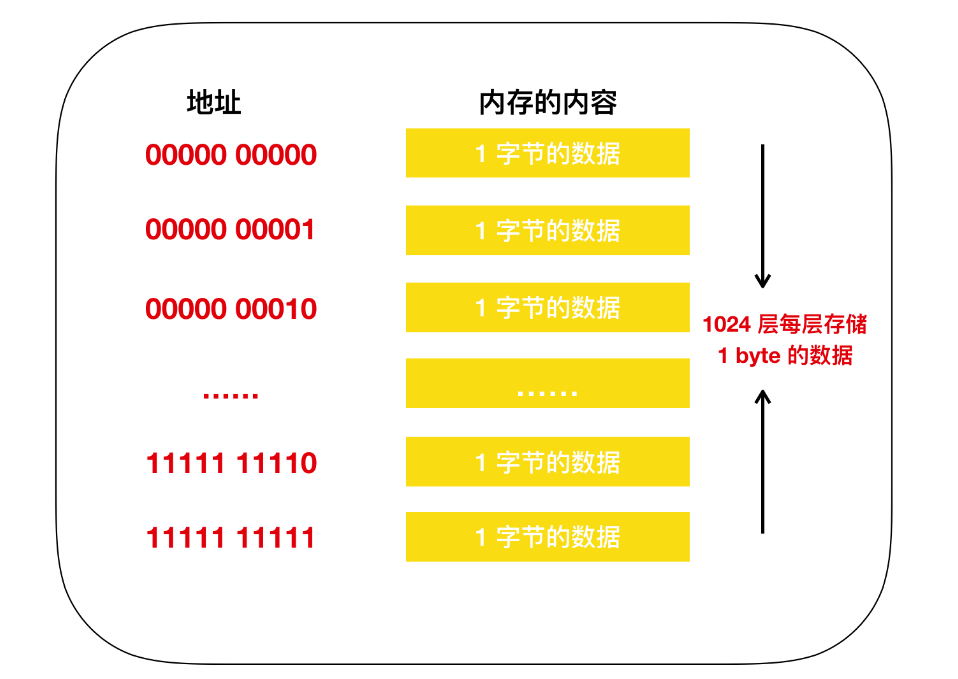 地址 内存的内容
00000 00000 1 字节的数据
00000 00001 1 字节的数据
00000 00010 1 字节的数据
1024 层每层存储
1 byte 的数据
...... ......
11111 11110 1 字节的数据
11111 11111 1 字节的数据